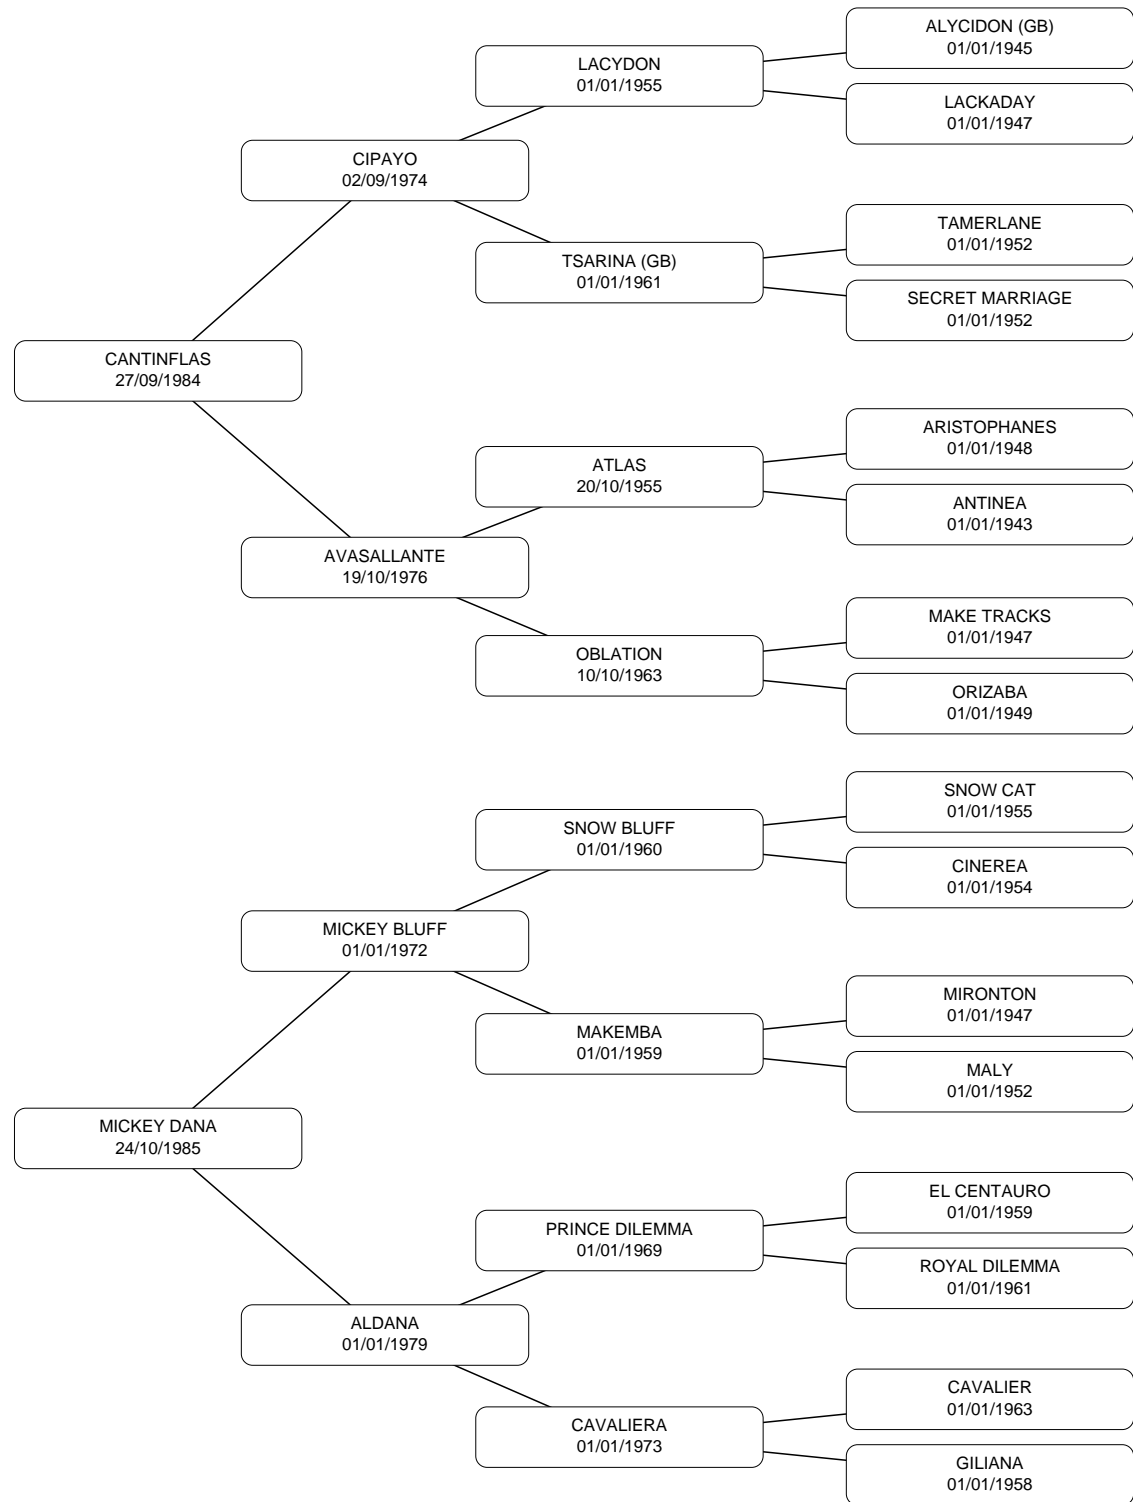 ALYCIDON (GB)
01/01/1945
LACYDON
01/01/1955
LACKADAY
01/01/1947
CIPAYO
02/09/1974
TAMERLANE
01/01/1952
TSARINA (GB)
01/01/1961
SECRET MARRIAGE
01/01/1952
CANTINFLAS
27/09/1984
ARISTOPHANES
01/01/1948
ATLAS
20/10/1955
ANTINEA
01/01/1943
AVASALLANTE
19/10/1976
MAKE TRACKS
01/01/1947
OBLATION
10/10/1963
ORIZABA
01/01/1949
SNOW CAT
01/01/1955
SNOW BLUFF
01/01/1960
CINEREA
01/01/1954
MICKEY BLUFF
01/01/1972
MIRONTON
01/01/1947
MAKEMBA
01/01/1959
MALY
01/01/1952
MICKEY DANA
24/10/1985
EL CENTAURO
01/01/1959
PRINCE DILEMMA
01/01/1969
ROYAL DILEMMA
01/01/1961
ALDANA
01/01/1979
CAVALIER
01/01/1963
CAVALIERA
01/01/1973
GILIANA
01/01/1958